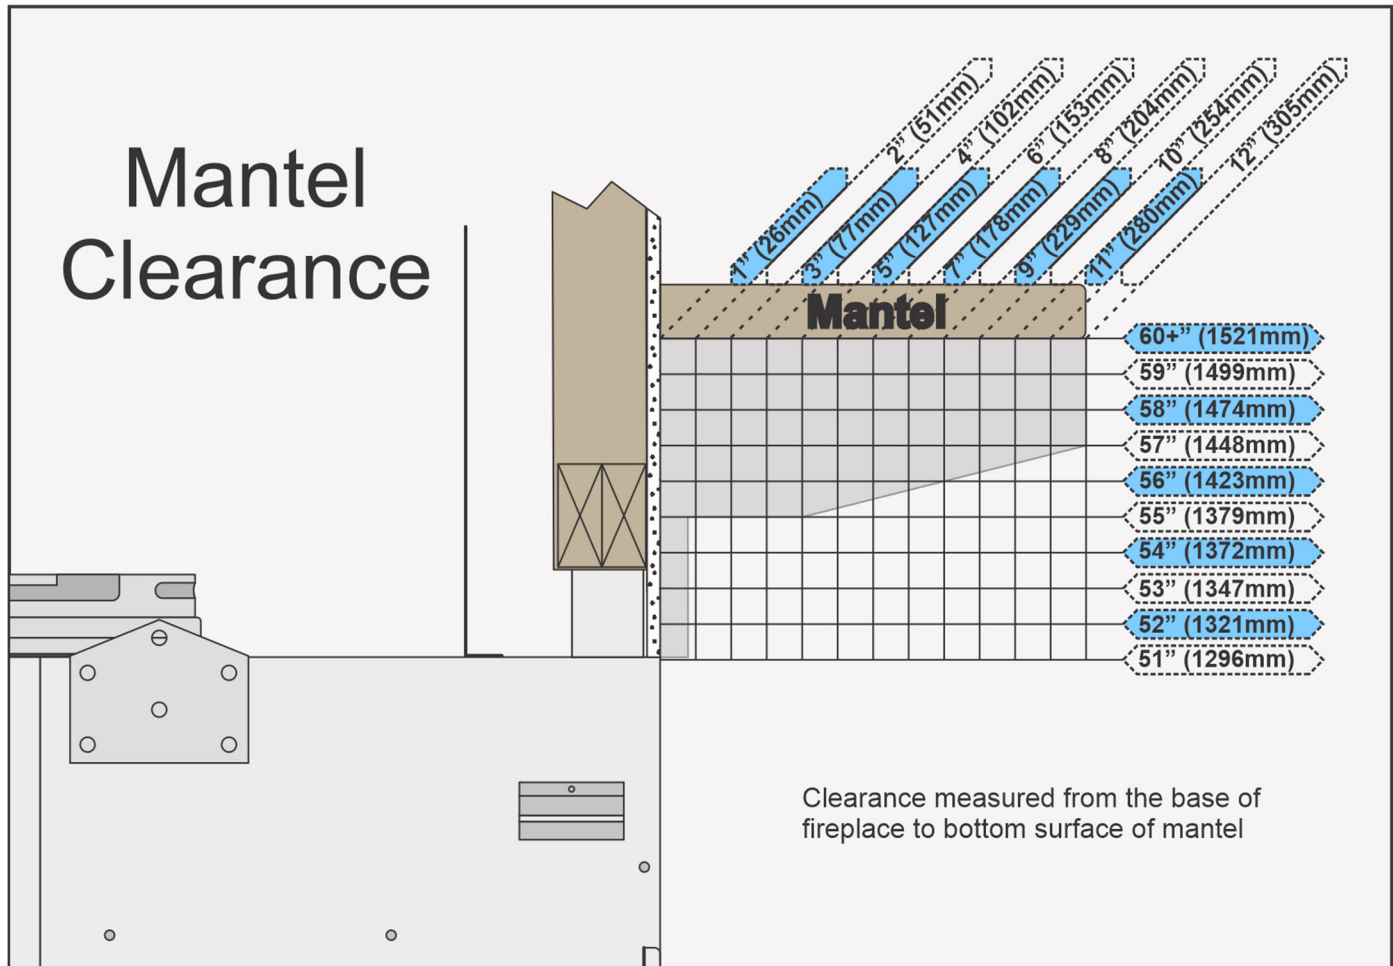 Mantel
Clearance
2” (51mm)
4” (102mm)
6” (153mm)
8” (204mm)
10” (254mm)
12” (305mm)
1” (26mm)
3” (77mm)
5” (127mm)
7” (178mm)
9” (229mm)
11” (280mm)
Mantel
60+” (1521mm)
59” (1499mm)
58” (1474mm)
57” (1448mm)
56” (1423mm)
55” (1379mm)
54” (1372mm)
53” (1347mm)
52” (1321mm)
51” (1296mm)
Clearance measured from the base of
fireplace to bottom surface of mantel